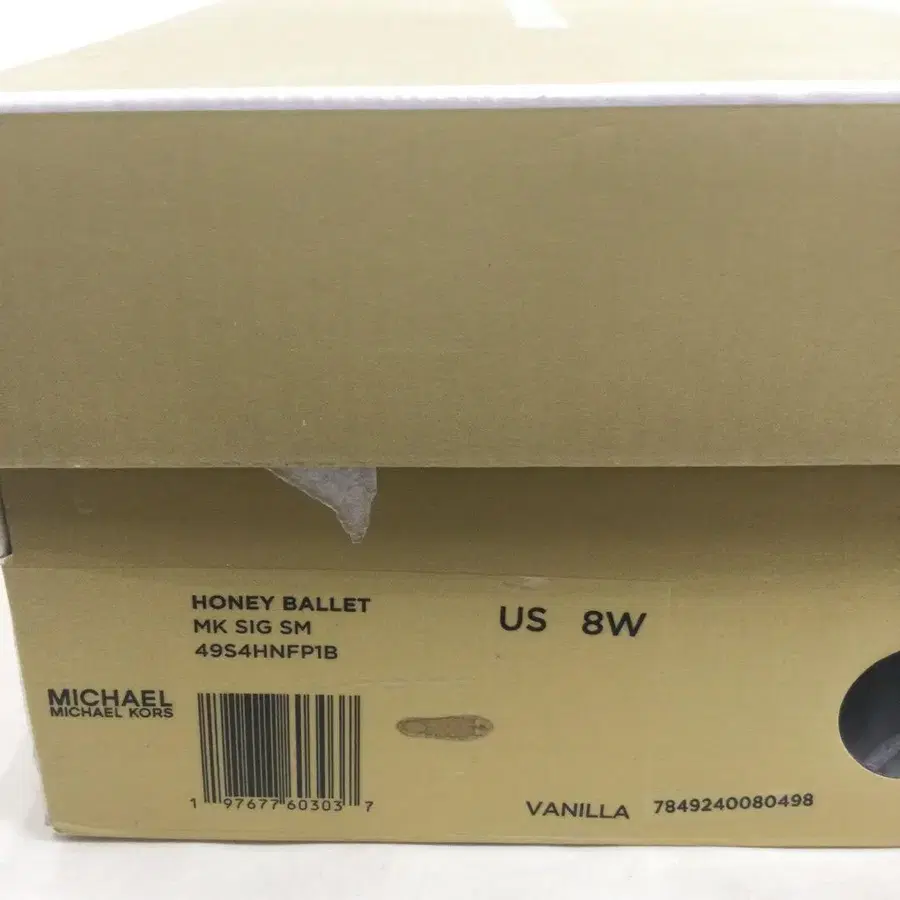 HONEY BALLET
MK SIG SM
49S4HNFP1B
US 8W
MICHAEL
MICHAEL KORS
1 97677 60303 7
VANILLA 7849240080498